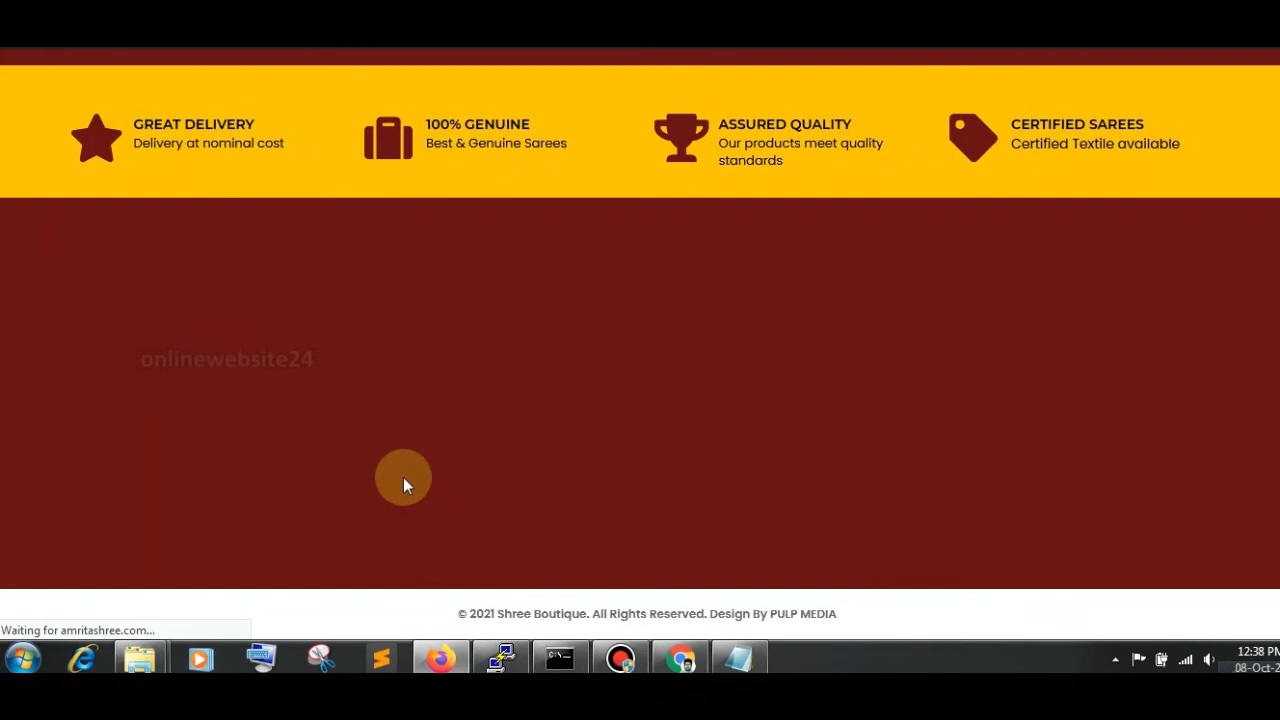 GREAT DELIVERY
Delivery at nominal cost
100% GENUINE
Best & Genuine Sarees
ASSURED QUALITY
Our products meet quality
standards
CERTIFIED SAREES
Certified Textile available
onlinewebsite24
© 2021 Shree Boutique. All Rights Reserved. Design By PULP MEDIA
Waiting for amritashree.com...
C:\_
12:38 PM
08-Oct-2